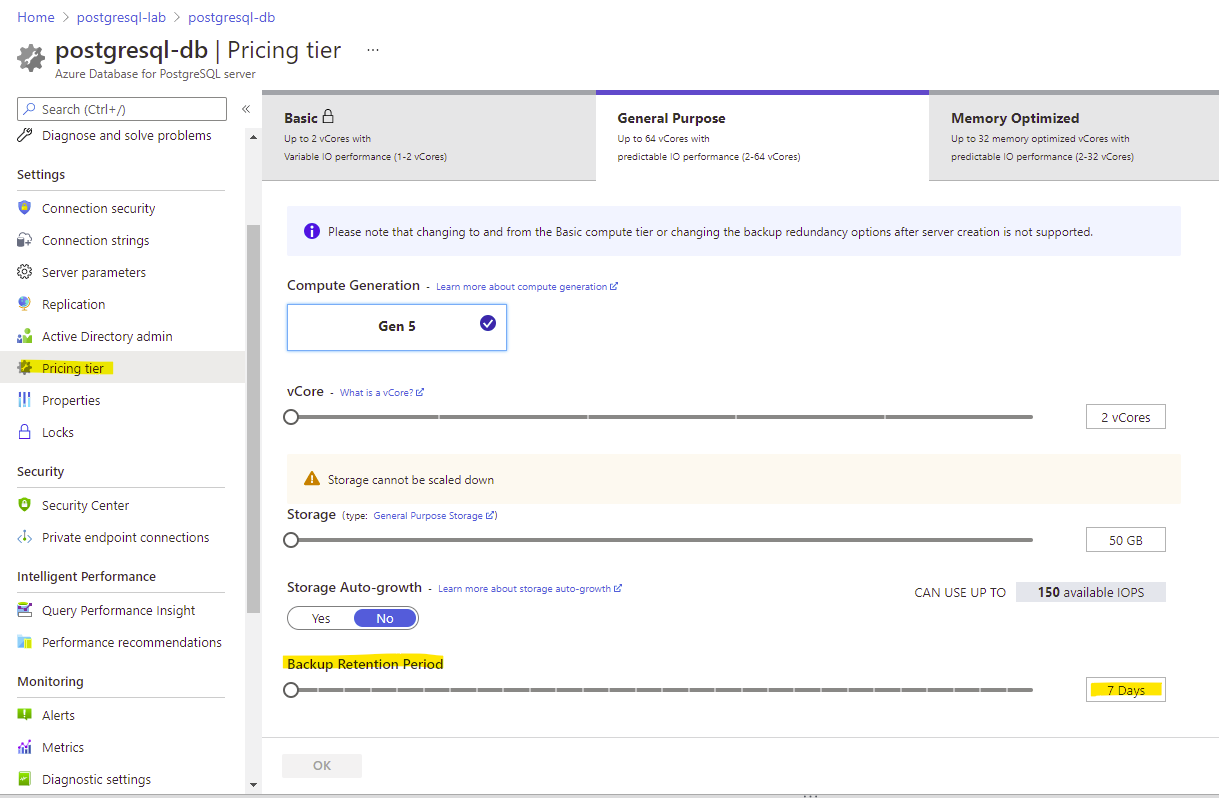 Home > postgresql-lab > postgresql-db
postgresql-db | Pricing tier ...
Azure Database for PostgreSQL server
Search (Ctrl+/)
«
Diagnose and solve problems
Settings
Connection security
Connection strings
Server parameters
Replication
Active Directory admin
Pricing tier
Properties
Locks
Security
Security Center
Private endpoint connections
Intelligent Performance
Query Performance Insight
Performance recommendations
Monitoring
Alerts
Metrics
Diagnostic settings
Basic
Up to 2 vCores with
Variable IO performance (1-2 vCores)
General Purpose
Up to 64 vCores with
predictable IO performance (2-64 vCores)
Memory Optimized
Up to 32 memory optimized vCores with
predictable IO performance (2-32 vCores)
Please note that changing to and from the Basic compute tier or changing the backup redundancy options after server creation is not supported.
Compute Generation - Learn more about compute generation
Gen 5
vCore - What is a vCore?
2 vCores
Storage cannot be scaled down
Storage (type: General Purpose Storage)
50 GB
Storage Auto-growth - Learn more about storage auto-growth
CAN USE UP TO 150 available IOPS
Yes No
Backup Retention Period
7 Days
OK